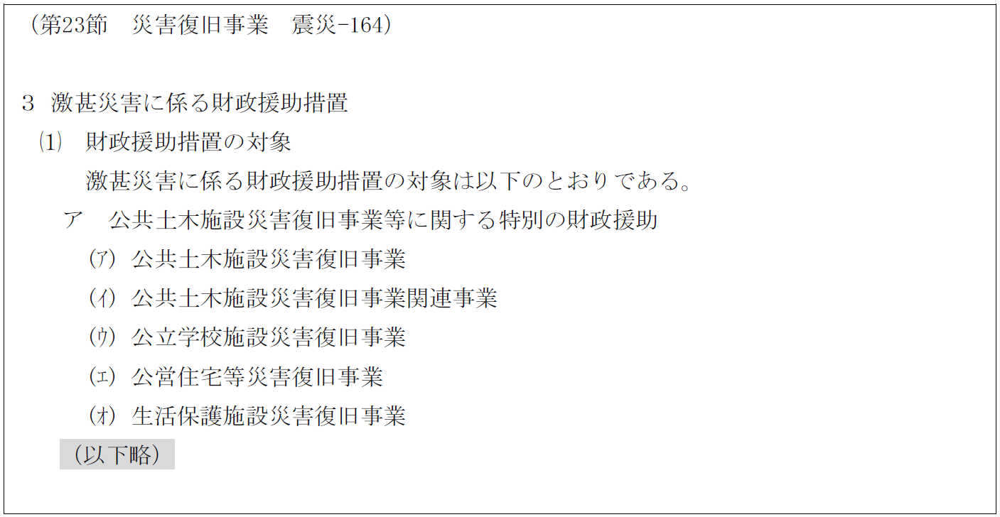 （第23節　災害復旧事業　震災-164）
３　激甚災害に係る財政援助措置
⑴　財政援助措置の対象
激甚災害に係る財政援助措置の対象は以下のとおりである。
ア　公共土木施設災害復旧事業等に関する特別の財政援助
(ｱ)　公共土木施設災害復旧事業
(ｲ)　公共土木施設災害復旧事業関連事業
(ｳ)　公立学校施設災害復旧事業
(ｴ)　公営住宅等災害復旧事業
(ｵ)　生活保護施設災害復旧事業
（以下略）